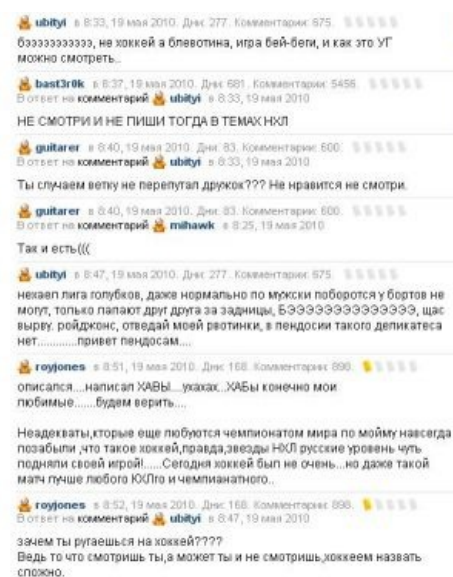 ubityi в 8:33, 19 мая 2010. Дни: 277. Комментарии: 675.
бэээээээээээ, не хоккей а блевотина, игра бей-беги, и как это УГ
можно смотреть..
bast3r0k в 8:37, 19 мая 2010. Дни: 681. Комментарии: 5456.
В ответ на комментарий ubityi в 8:33, 19 мая 2010
НЕ СМОТРИ И НЕ ПИШИ ТОГДА В ТЕМАХ НХЛ
guitarer в 8:40, 19 мая 2010. Дни: 83. Комментарии: 600.
В ответ на комментарий ubityi в 8:33, 19 мая 2010
Ты случаем ветку не перепутал дружок??? Не нравится не смотри.
guitarer в 8:40, 19 мая 2010. Дни: 83. Комментарии: 600.
В ответ на комментарий mihawk в 8:25, 19 мая 2010
Так и есть(((
ubityi в 8:47, 19 мая 2010. Дни: 277. Комментарии: 675.
нехаел лига голубков, даже нормально по мужски поборотся у бортов не
могут, только лапают друг друга за задницы, БЭЭЭЭЭЭЭЭЭЭЭЭЭЭЭ, щас
вырву. ройджонс, отведай моей рвотинки, в пендосии такого деликатеса
нет.............привет пендосам....
royjones в 8:51, 19 мая 2010. Дни: 168. Комментарии: 898.
описался....написал ХАВЫ....ухахах...ХАБы конечно мои
любимые.......будем верить....
Неадекваты,кторые еще любуются чемпионатом мира по мойму навсегда
позабыли ,что такое хоккей,правда,звезды НХЛ русские уровень чуть
подняли своей игрой!......Сегодня хоккей был не очень...но даже такой
матч лучше любого КХЛго и чемпианатного..
royjones в 8:52, 19 мая 2010. Дни: 168. Комментарии: 898.
В ответ на комментарий ubityi в 8:47, 19 мая 2010
зачем ты ругаешься на хоккей????
Ведь то что смотришь ты,а может ты и не смотришь,хоккеем назвать
сложно.